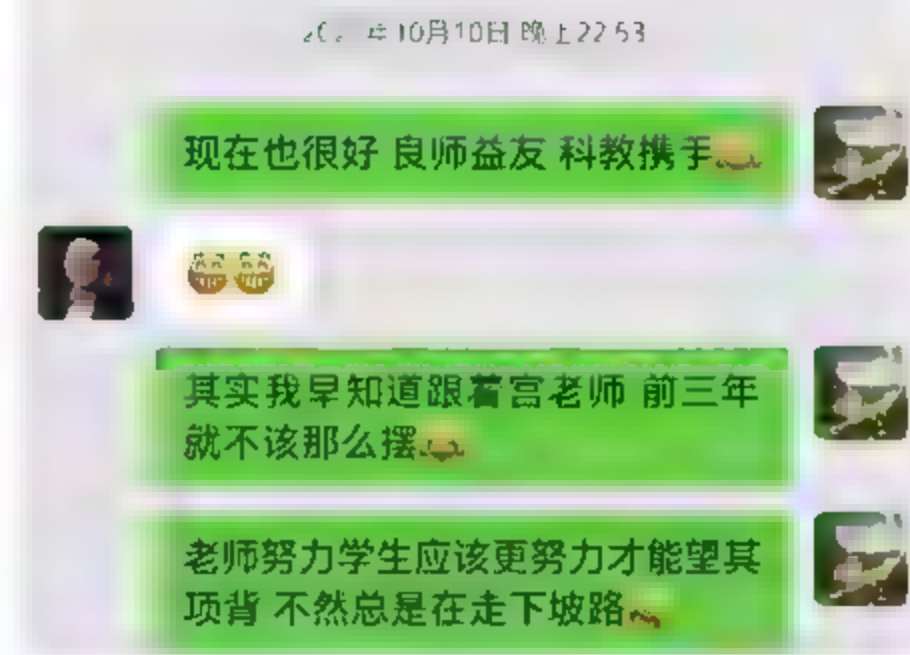 年10月10日 晚上22:53
现在也很好 良师益友 科教携手
其实我早知道跟着宫老师 前三年
就不该那么摆
老师努力学生应该更努力才能望其
项背 不然总是在走下坡路